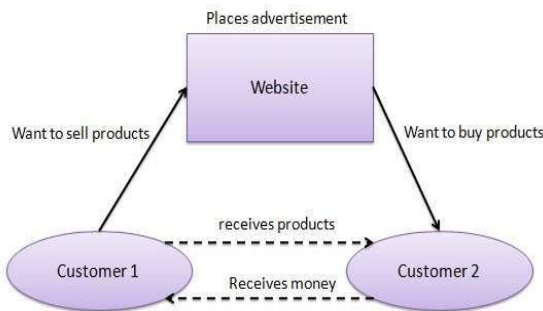 Places advertisement
Website
Want to sell products
Want to buy products
receives products
Customer 1
Customer 2
Receives money